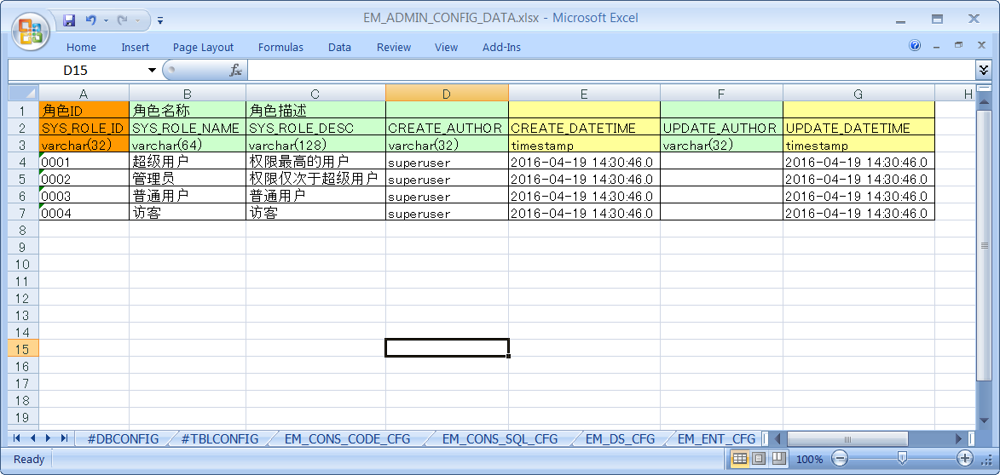 EM_ADMIN_CONFIG_DATA.xlsx - Microsoft Excel
Home Insert Page Layout Formulas Data Review View Add-Ins
D15 fx
A B C D E F G H
1 角色ID 角色名称 角色描述
2 SYS_ROLE_ID SYS_ROLE_NAME SYS_ROLE_DESC CREATE_AUTHOR CREATE_DATETIME UPDATE_AUTHOR UPDATE_DATETIME
3 varchar(32) varchar(64) varchar(128) varchar(32) timestamp varchar(32) timestamp
4 0001 超级用户 权限最高的用户 superuser 2016-04-19 14:30:46.0 2016-04-19 14:30:46.0
5 0002 管理员 权限仅次于超级用户 superuser 2016-04-19 14:30:46.0 2016-04-19 14:30:46.0
6 0003 普通用户 普通用户 superuser 2016-04-19 14:30:46.0 2016-04-19 14:30:46.0
7 0004 访客 访客 superuser 2016-04-19 14:30:46.0 2016-04-19 14:30:46.0
8
9
10
11
12
13
14
15
16
17
18
19
#DBCONFIG #TBLCONFIG EM_CONS_CODE_CFG EM_CONS_SQL_CFG EM_DS_CFG EM_ENT_CFG
Ready 100%